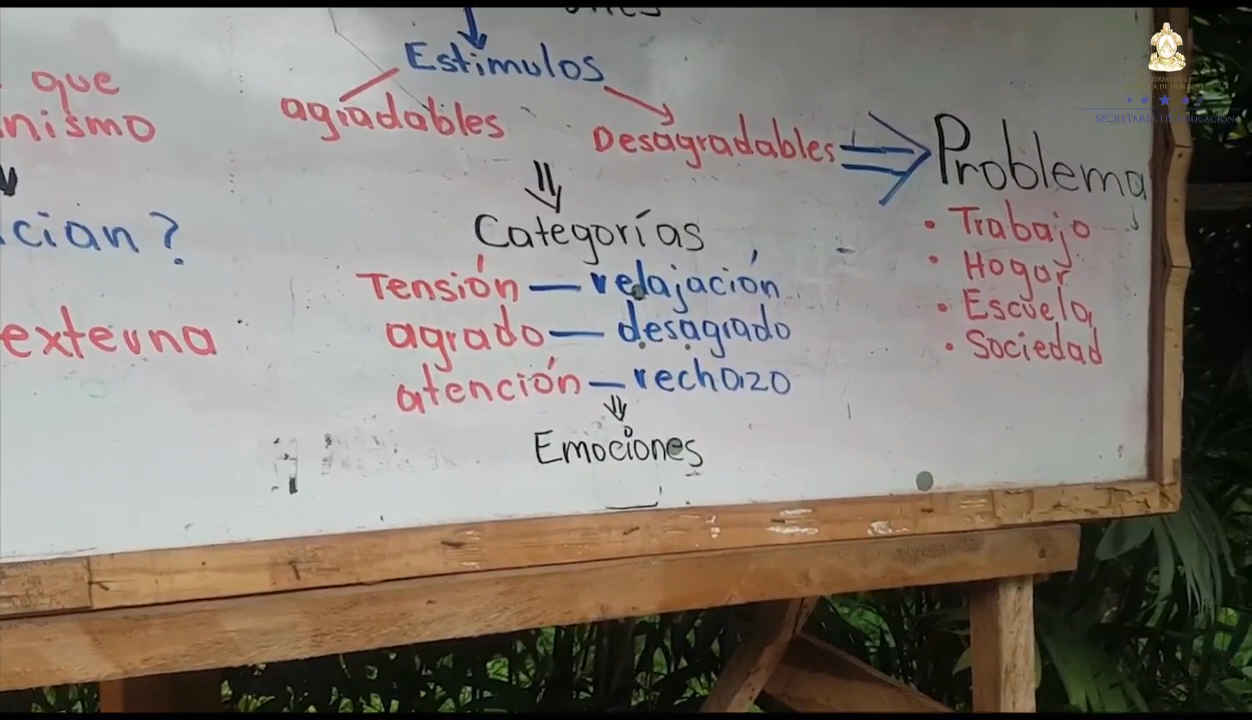 Estímulos
que
agradables
nismo
Desagradables
Problema
cian?
Categorías
Trabajo
Tensión — relajación
Hogar
externa
agrado — desagrado
Escuela
Sociedad
atención — rechazo
Emociones
SECRETARÍA DE EDUCACIÓN